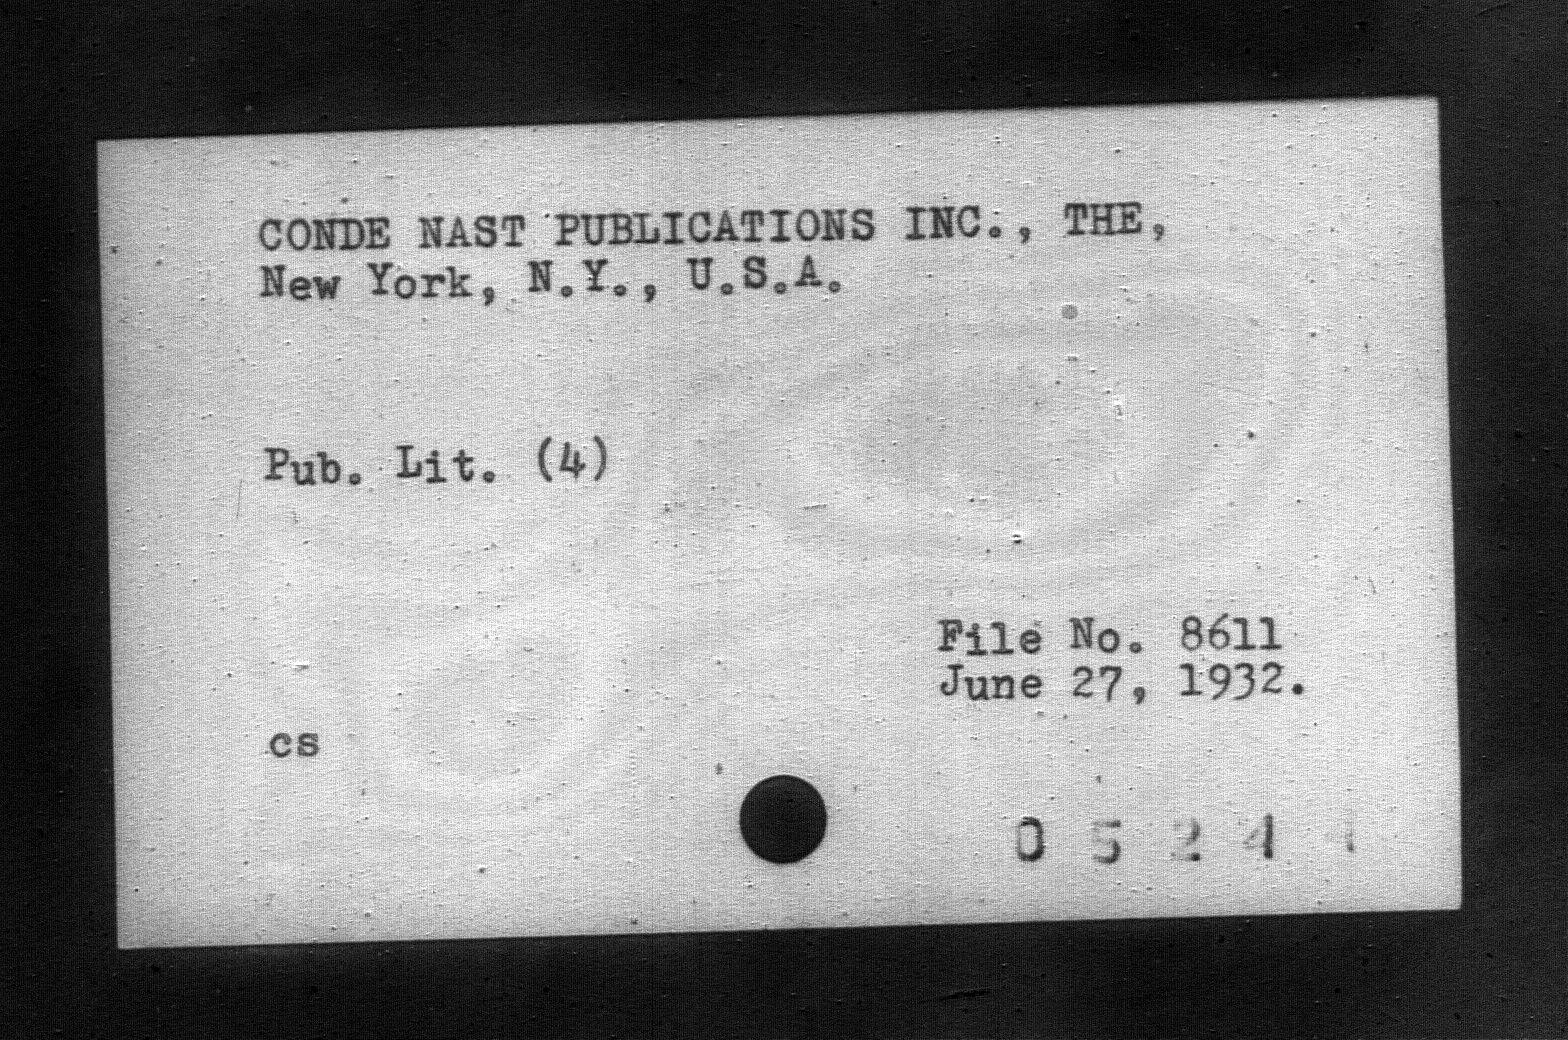 CONDE NAST PUBLICATIONS INC., THE,
New York, N.Y., U.S.A.
Pub. Lit. (4)
File No. 8611
June 27, 1932.
cs
0 5 2 4